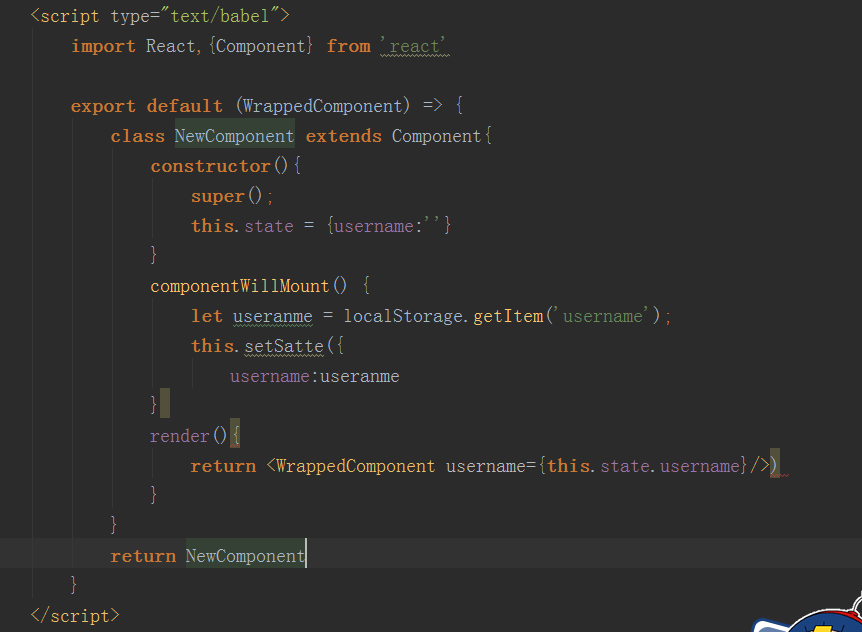 <script type="text/babel">
import React,{Component} from 'react'
export default (WrappedComponent) => {
class NewComponent extends Component{
constructor(){
super();
this.state = {username:''}
}
componentWillMount() {
let useranme = localStorage.getItem('username');
this.setSatte({
username:useranme
}
render(){
return <WrappedComponent username={this.state.username}/>)
}
}
return NewComponent
}
</script>